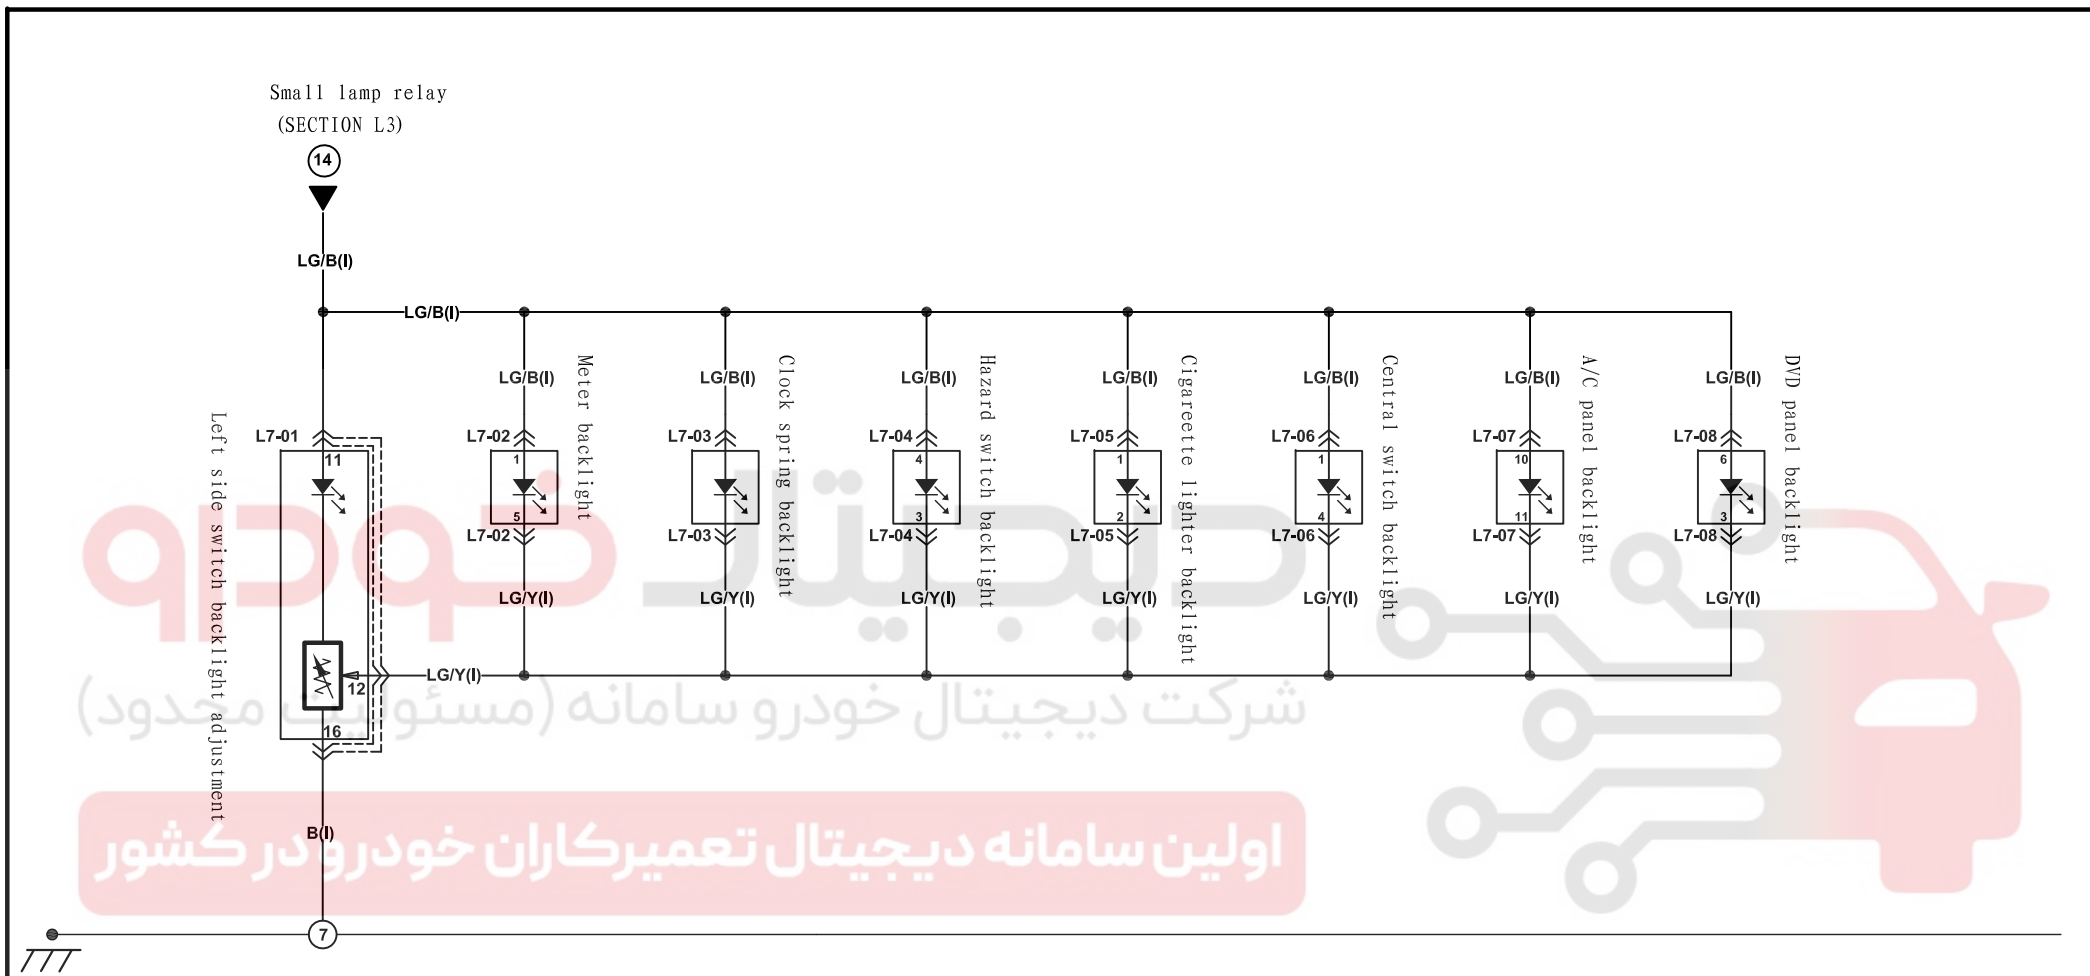 Small lamp relay
(SECTION L3)
14
LG/B(I)
LG/B(I)
LG/B(I)
LG/B(I)
LG/B(I)
LG/B(I)
LG/B(I)
LG/B(I)
LG/B(I)
Left side switch backlight adjustment
Meter backlight
Clock spring backlight
Hazard switch backlight
Cigareette lighter backlight
Central switch backlight
A/C panel backlight
DVD panel backlight
L7-01
L7-02
L7-03
L7-04
L7-05
L7-06
L7-07
L7-08
11
1
4
1
1
10
6
5
3
2
4
11
3
L7-02
L7-03
L7-04
L7-05
L7-06
L7-07
L7-08
دیجیتال خودرو
LG/Y(I)
LG/Y(I)
LG/Y(I)
LG/Y(I)
LG/Y(I)
LG/Y(I)
LG/Y(I)
12
LG/Y(I)
شرکت دیجیتال خودرو سامانه (مسئولیت محدود)
16
B(I)
اولین سامانه دیجیتال تعمیرکاران خودرو در کشور
7